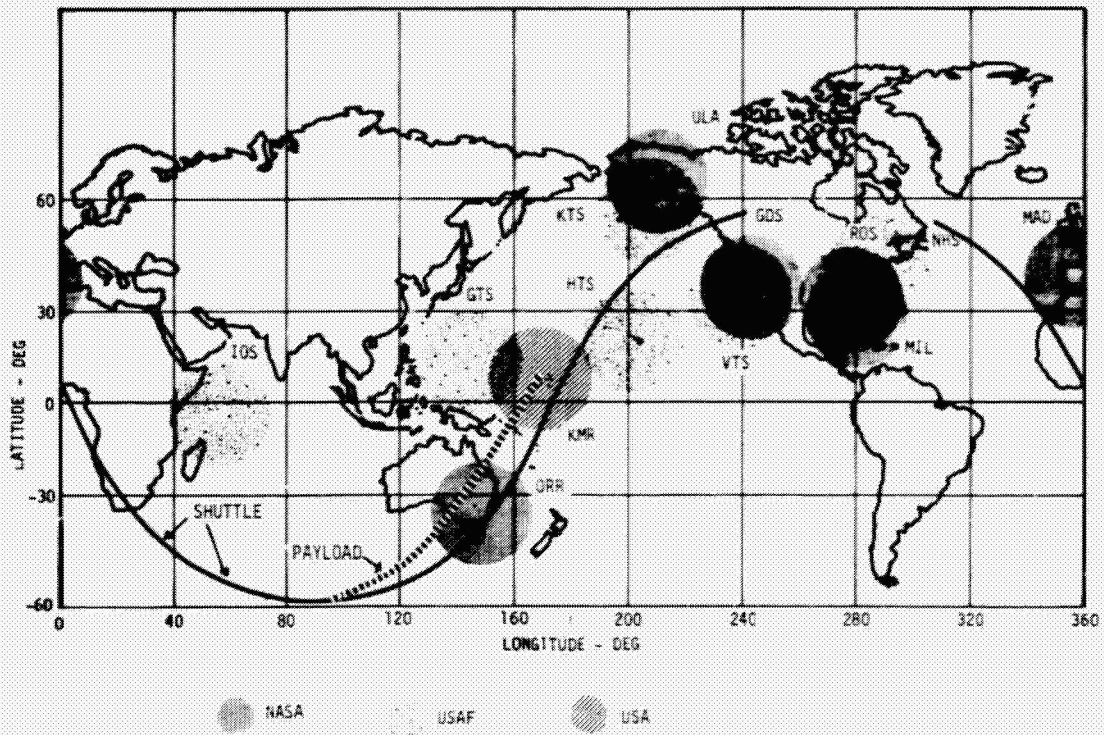 ULA
60
KTS
GDS
MAD
ROS
NHS
HTS
GTS
30
IOS
MIL
VTS
LATITUDE - DEG
0
KMR
ORR
-30
SHUTTLE
PAYLOAD
-60
0 40 80 120 160 200 240 280 320 360
LONGITUDE - DEG
NASA USAF USA